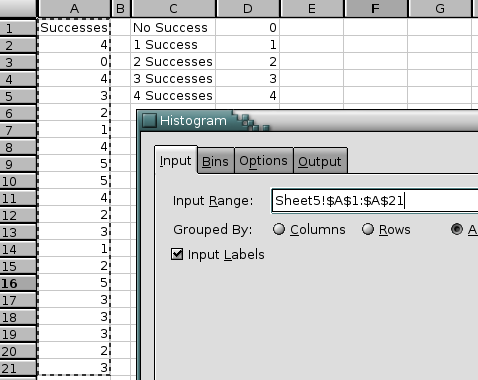 A B C D E F G
1 Successes No Success 0
2 4 1 Success 1
3 0 2 Successes 2
4 4 3 Successes 3
5 3 4 Successes 4
6 2
7 1
8 4
9 5
10 5
11 4
12 2
13 3
14 1
15 2
16 5
17 3
18 3
19 3
20 2
21 3
Histogram
Input Bins Options Output
Input Range: Sheet5!$A$1:$A$21
Grouped By: Columns Rows A
Input Labels